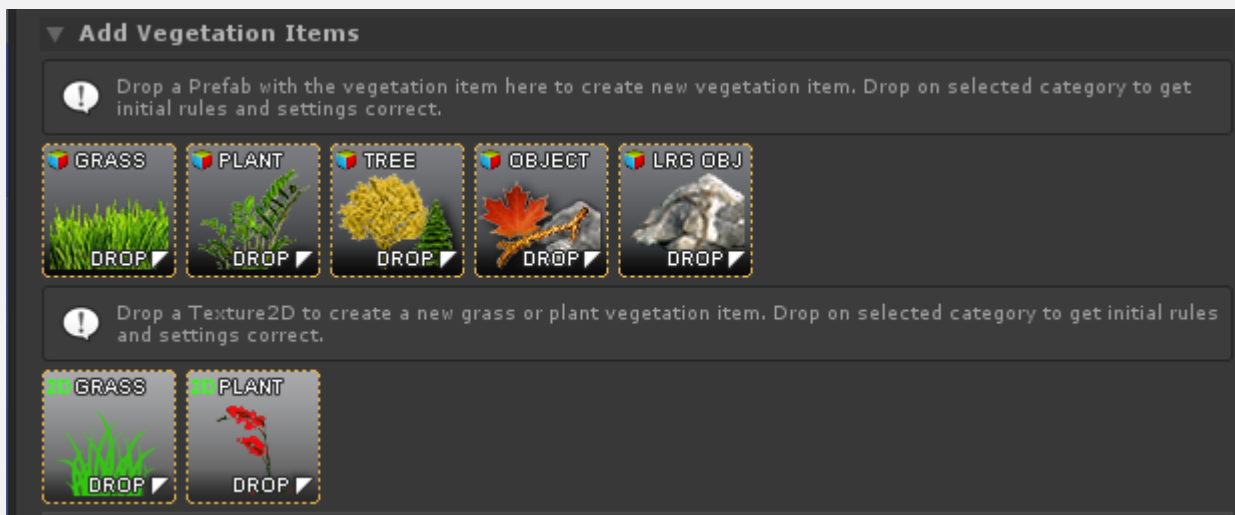 Add Vegetation Items
Drop a Prefab with the vegetation item here to create new vegetation item. Drop on selected category to get
initial rules and settings correct.
GRASS PLANT TREE OBJECT LRG OBJ
DROP DROP DROP DROP DROP
Drop a Texture2D to create a new grass or plant vegetation item. Drop on selected category to get initial rules
and settings correct.
2D GRASS 2D PLANT
DROP DROP